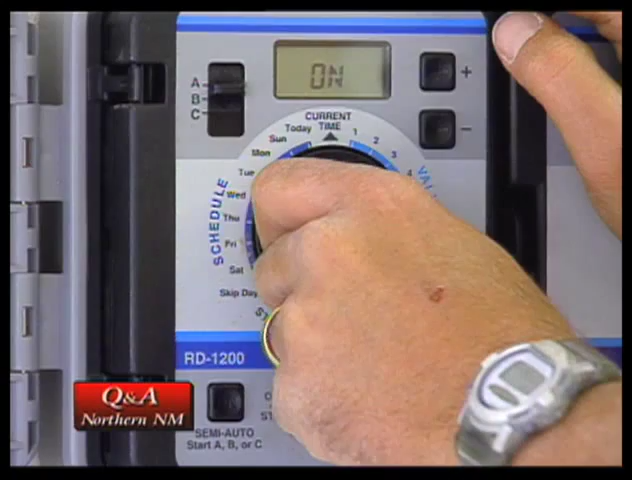 ON
A
B
C
+
−
CURRENT
TIME
Today
Sun
Mon
Tue
Wed
Thu
Fri
Sat
Skip Day
1
2
3
4
SCHEDULE
RD-1200
SEMI-AUTO
Start A, B, or C
Q&A
Northern NM